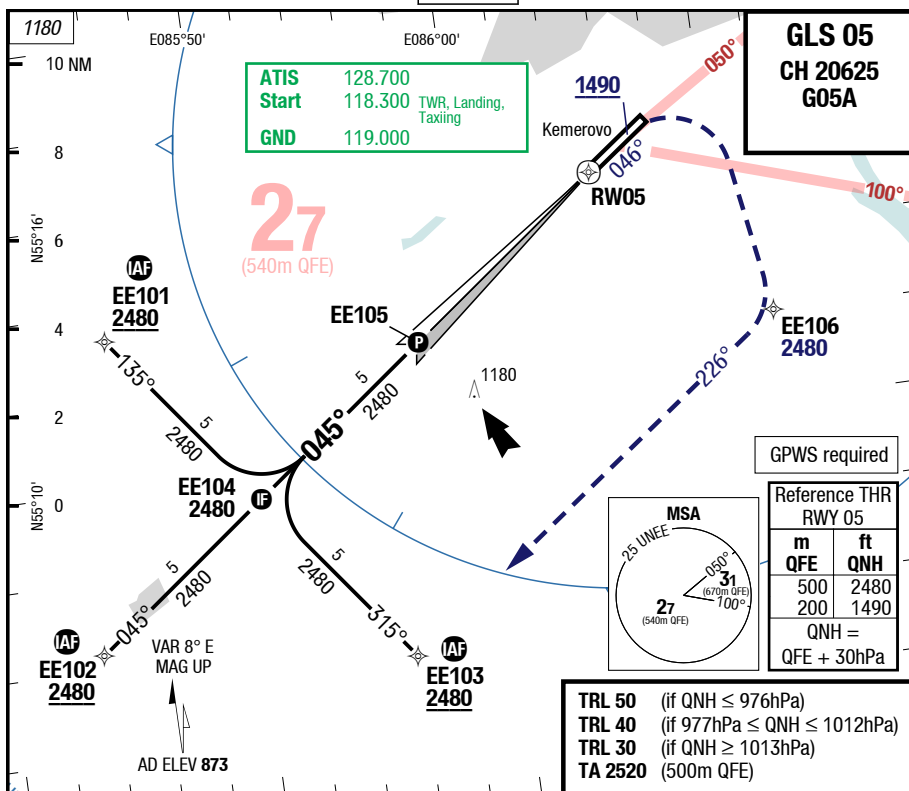 1180
E085°50'
E086°00'
10 NM
8
6
4
2
0
N55°16'
N55°10'
ATIS 128.700
Start 118.300 TWR, Landing, Taxiing
GND 119.000
GLS 05
CH 20625
G05A
1490
Kemerovo
046°
RW05
050°
100°
27
(540m QFE)
IAF
EE101
2480
135°
5
2480
EE105
P
5
2480
1180
045°
EE106
2480
226°
EE104
2480
IF
5
2480
045°
5
2480
315°
IAF
EE102
2480
IAF
EE103
2480
VAR 8° E
MAG UP
AD ELEV 873
GPWS required
MSA
25 UNEE
050°
31
(670m QFE)
100°
27
(540m QFE)
Reference THR
RWY 05
m ft
QFE QNH
500 2480
200 1490
QNH =
QFE + 30hPa
TRL 50 (if QNH ≤ 976hPa)
TRL 40 (if 977hPa ≤ QNH ≤ 1012hPa)
TRL 30 (if QNH ≥ 1013hPa)
TA 2520 (500m QFE)